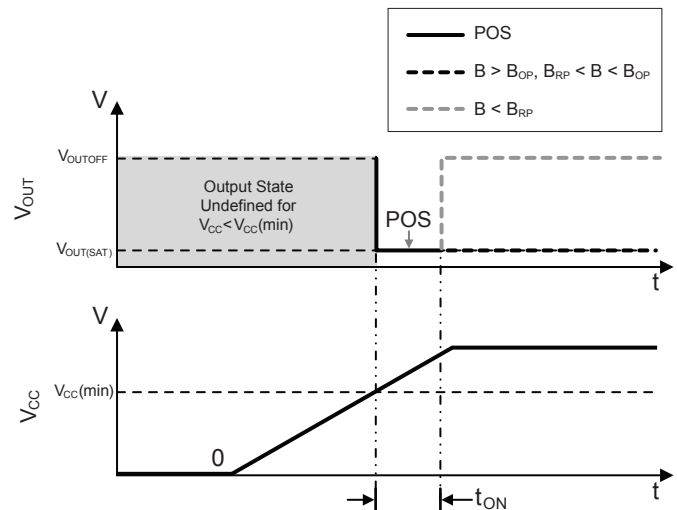 POS
B > BOP, BRP < B < BOP
B < BRP
V
VOUT
VOUTOFF
Output State
Undefined for
VCC<VCC(min)
POS
VOUT(SAT)
t
V
VCC
VCC(min)
0
t
tON